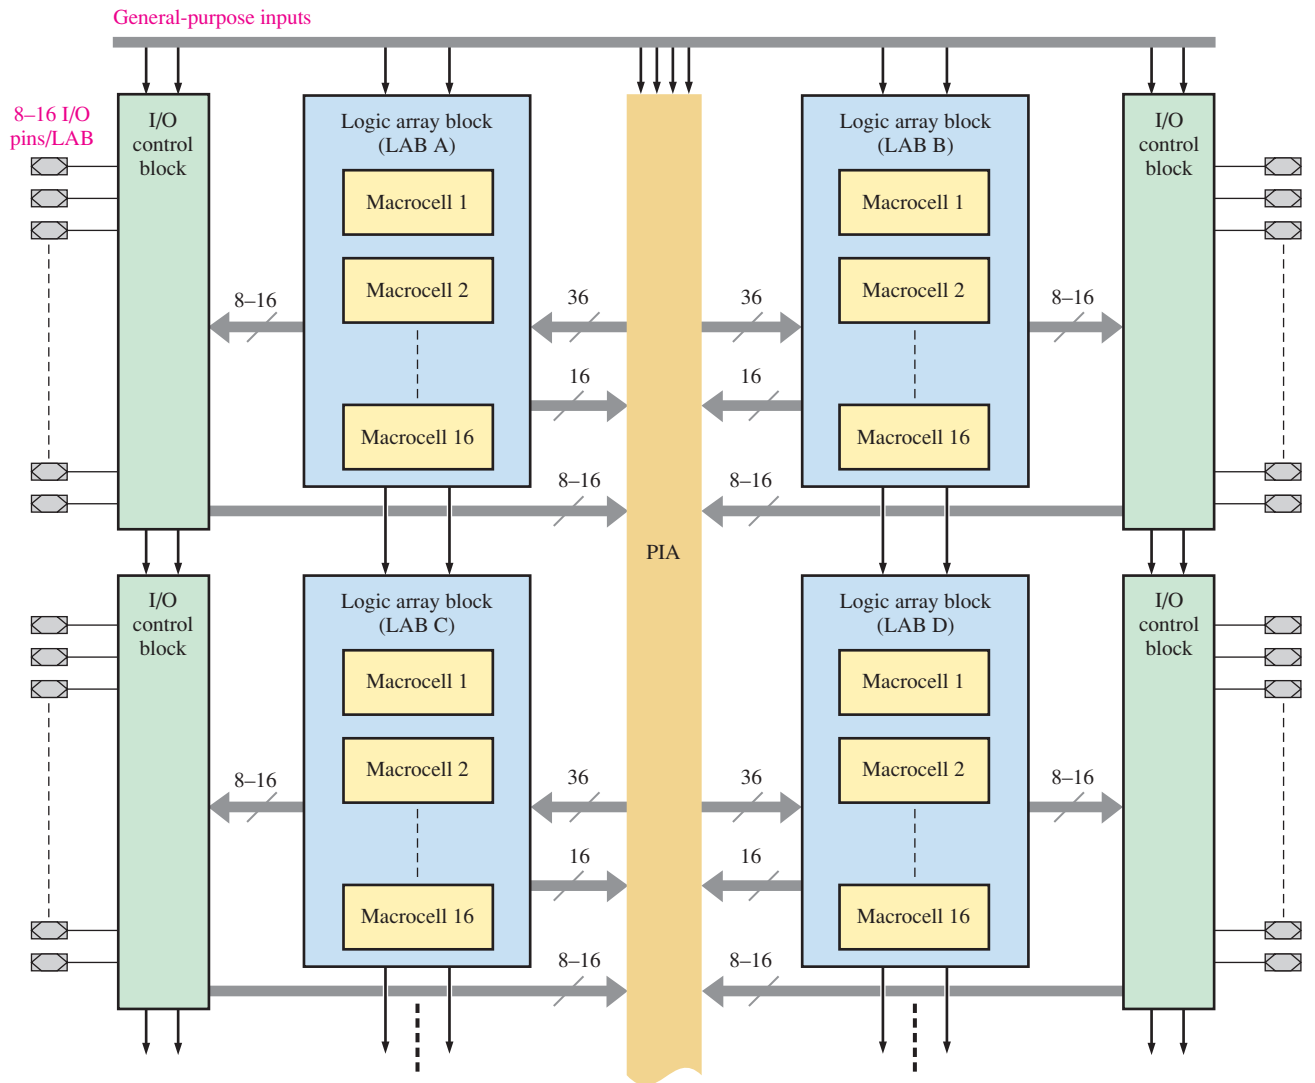 General-purpose inputs
8–16 I/O
pins/LAB
I/O
control
block
Logic array block
(LAB A)
Macrocell 1
Macrocell 2
Macrocell 16
8–16
36
16
8–16
PIA
Logic array block
(LAB B)
Macrocell 1
Macrocell 2
Macrocell 16
36
16
8–16
8–16
I/O
control
block
I/O
control
block
Logic array block
(LAB C)
Macrocell 1
Macrocell 2
Macrocell 16
8–16
36
16
8–16
Logic array block
(LAB D)
Macrocell 1
Macrocell 2
Macrocell 16
36
16
8–16
8–16
I/O
control
block